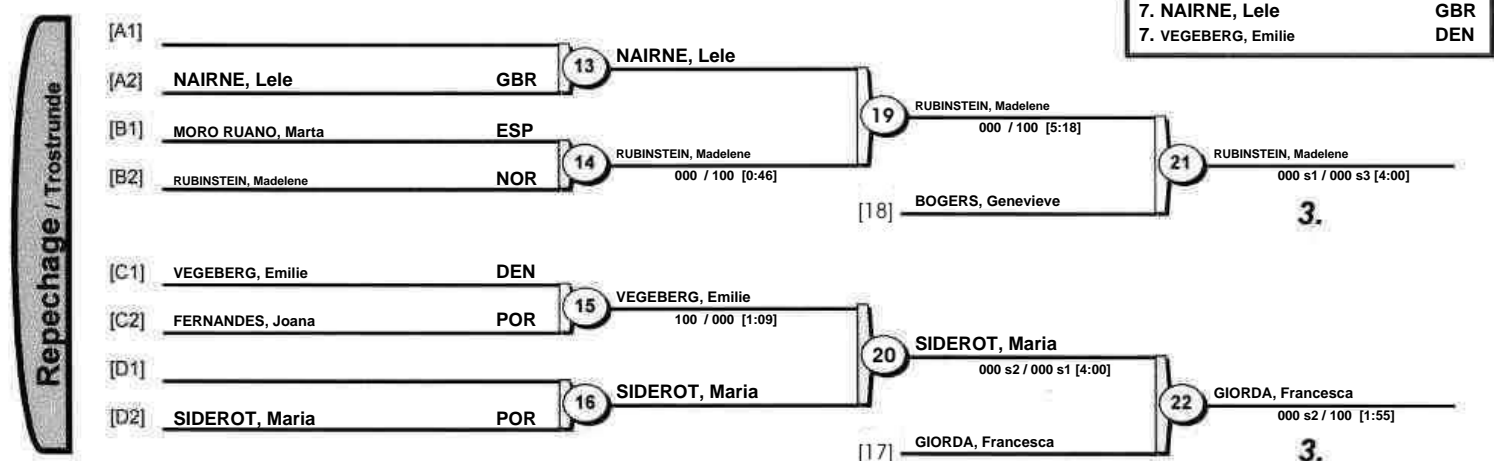 7. NAIRNE, Lele GBR
7. VEGEBERG, Emilie DEN
Repechage / Trostrunde
[A1]
[A2] NAIRNE, Lele GBR
13 NAIRNE, Lele
[B1] MORO RUANO, Marta ESP
[B2] RUBINSTEIN, Madelene NOR
14 RUBINSTEIN, Madelene
000 / 100 [0:46]
19 RUBINSTEIN, Madelene
000 / 100 [5:18]
[18] BOGERS, Genevieve
21 RUBINSTEIN, Madelene
000 s1 / 000 s3 [4:00]
3.
[C1] VEGEBERG, Emilie DEN
[C2] FERNANDES, Joana POR
15 VEGEBERG, Emilie
100 / 000 [1:09]
[D1]
[D2] SIDEROT, Maria POR
16 SIDEROT, Maria
20 SIDEROT, Maria
000 s2 / 000 s1 [4:00]
[17] GIORDA, Francesca
22 GIORDA, Francesca
000 s2 / 100 [1:55]
3.